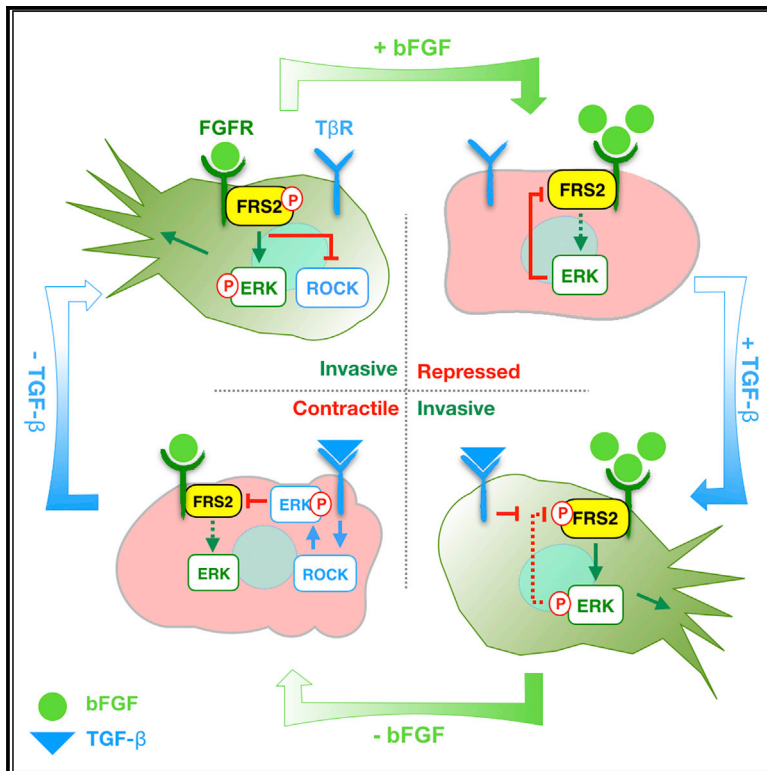 + bFGF
FGFR
TβR
FRS2
P
P
ERK
ROCK
FRS2
ERK
- TGF-β
+ TGF-β
Invasive
Repressed
Contractile
Invasive
FRS2
ERK
P
ERK
ROCK
P
FRS2
P
ERK
bFGF
TGF-β
- bFGF